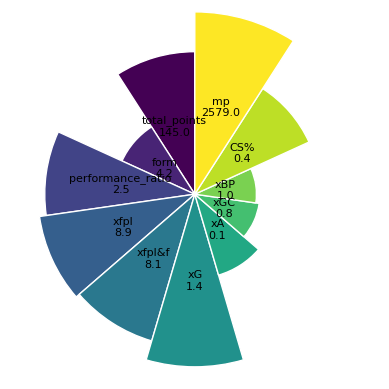 mp
2579.0
total_points
145.0
CS%
0.4
form
4.2
performance_ratio
2.5
xBP
1.0
xGC
0.8
xA
0.1
xfpl
8.9
xfpl&f
8.1
xG
1.4